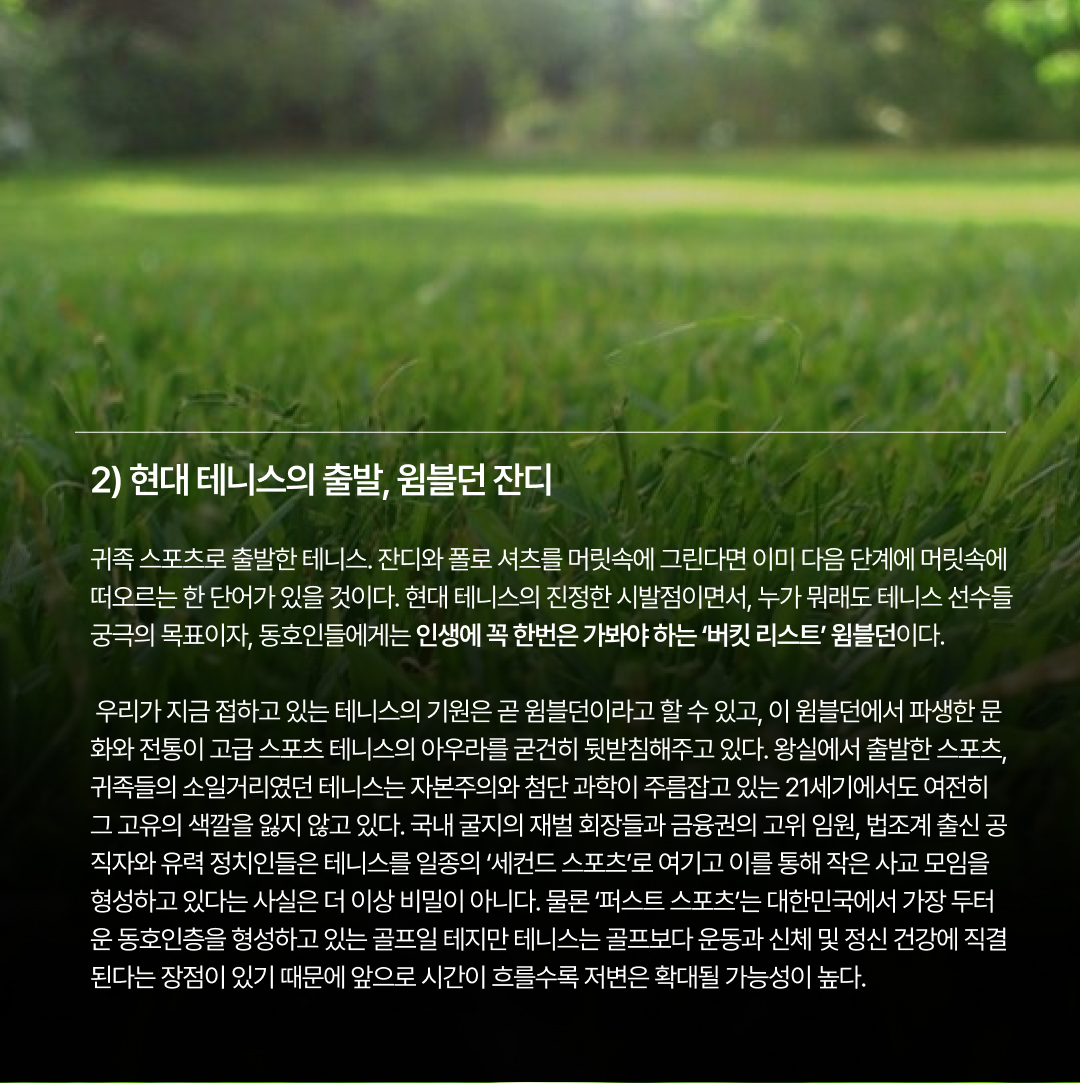 2) 현대 테니스의 출발, 윔블던 잔디
귀족 스포츠로 출발한 테니스. 잔디와 폴로 셔츠를 머릿속에 그린다면 이미 다음 단계에 머릿속에
떠오르는 한 단어가 있을 것이다. 현대 테니스의 진정한 시발점이면서, 누가 뭐래도 테니스 선수들
궁극의 목표이자, 동호인들에게는 인생에 꼭 한번은 가봐야 하는 ‘버킷 리스트’ 윔블던이다.
우리가 지금 접하고 있는 테니스의 기원은 곧 윔블던이라고 할 수 있고, 이 윔블던에서 파생한 문
화와 전통이 고급 스포츠 테니스의 아우라를 굳건히 뒷받침해주고 있다. 왕실에서 출발한 스포츠,
귀족들의 소일거리였던 테니스는 자본주의와 첨단 과학이 주름잡고 있는 21세기에서도 여전히
그 고유의 색깔을 잃지 않고 있다. 국내 굴지의 재벌 회장들과 금융권의 고위 임원, 법조계 출신 공
직자와 유력 정치인들은 테니스를 일종의 ‘세컨드 스포츠’로 여기고 이를 통해 작은 사교 모임을
형성하고 있다는 사실은 더 이상 비밀이 아니다. 물론 ‘퍼스트 스포츠’는 대한민국에서 가장 두터
운 동호인층을 형성하고 있는 골프일 테지만 테니스는 골프보다 운동과 신체 및 정신 건강에 직결
된다는 장점이 있기 때문에 앞으로 시간이 흐를수록 저변은 확대될 가능성이 높다.